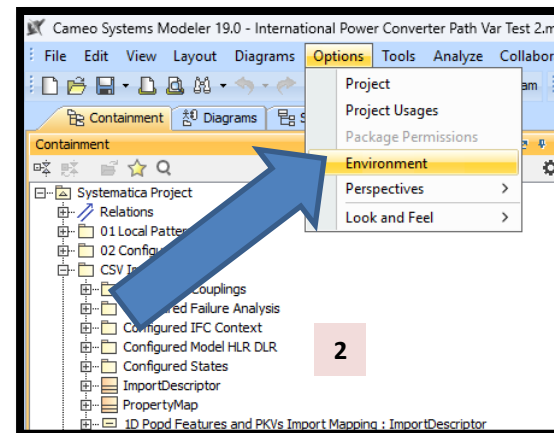 Cameo Systems Modeler 19.0 - International Power Converter Path Var Test 2.m
File Edit View Layout Diagrams Options Tools Analyze Collabor
Project
am
Project Usages
Package Permissions
Environment
Perspectives
Look and Feel
Containment Diagrams
Containment
Systematica Project
Relations
01 Local
02
CSV
Couplings
Failure Analysis
Configured IFC Context
Configured Model HLR DLR
Configured States
ImportDescriptor
PropertyMap
1D Popd Features and PKVs Import Mapping : ImportDescriptor
2